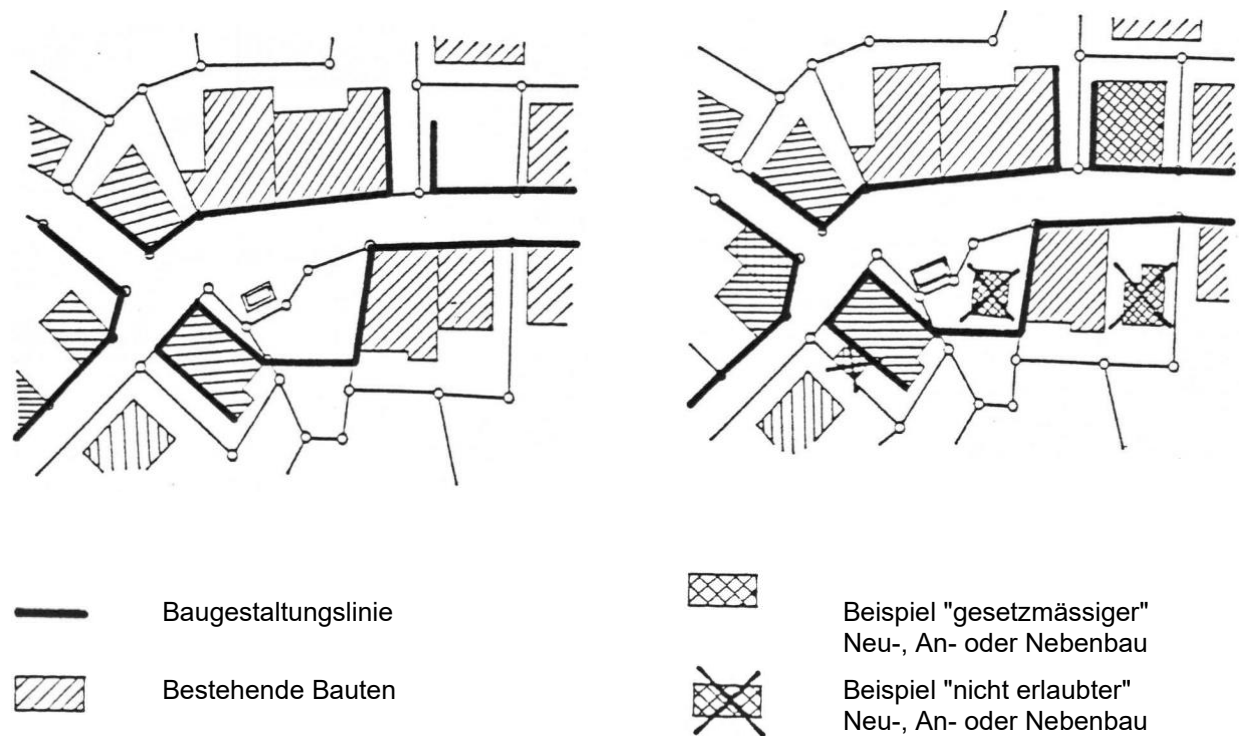 Baugestaltungslinie
Bestehende Bauten
Beispiel "gesetzmässiger"
Neu-, An- oder Nebenbau
Beispiel "nicht erlaubter"
Neu-, An- oder Nebenbau